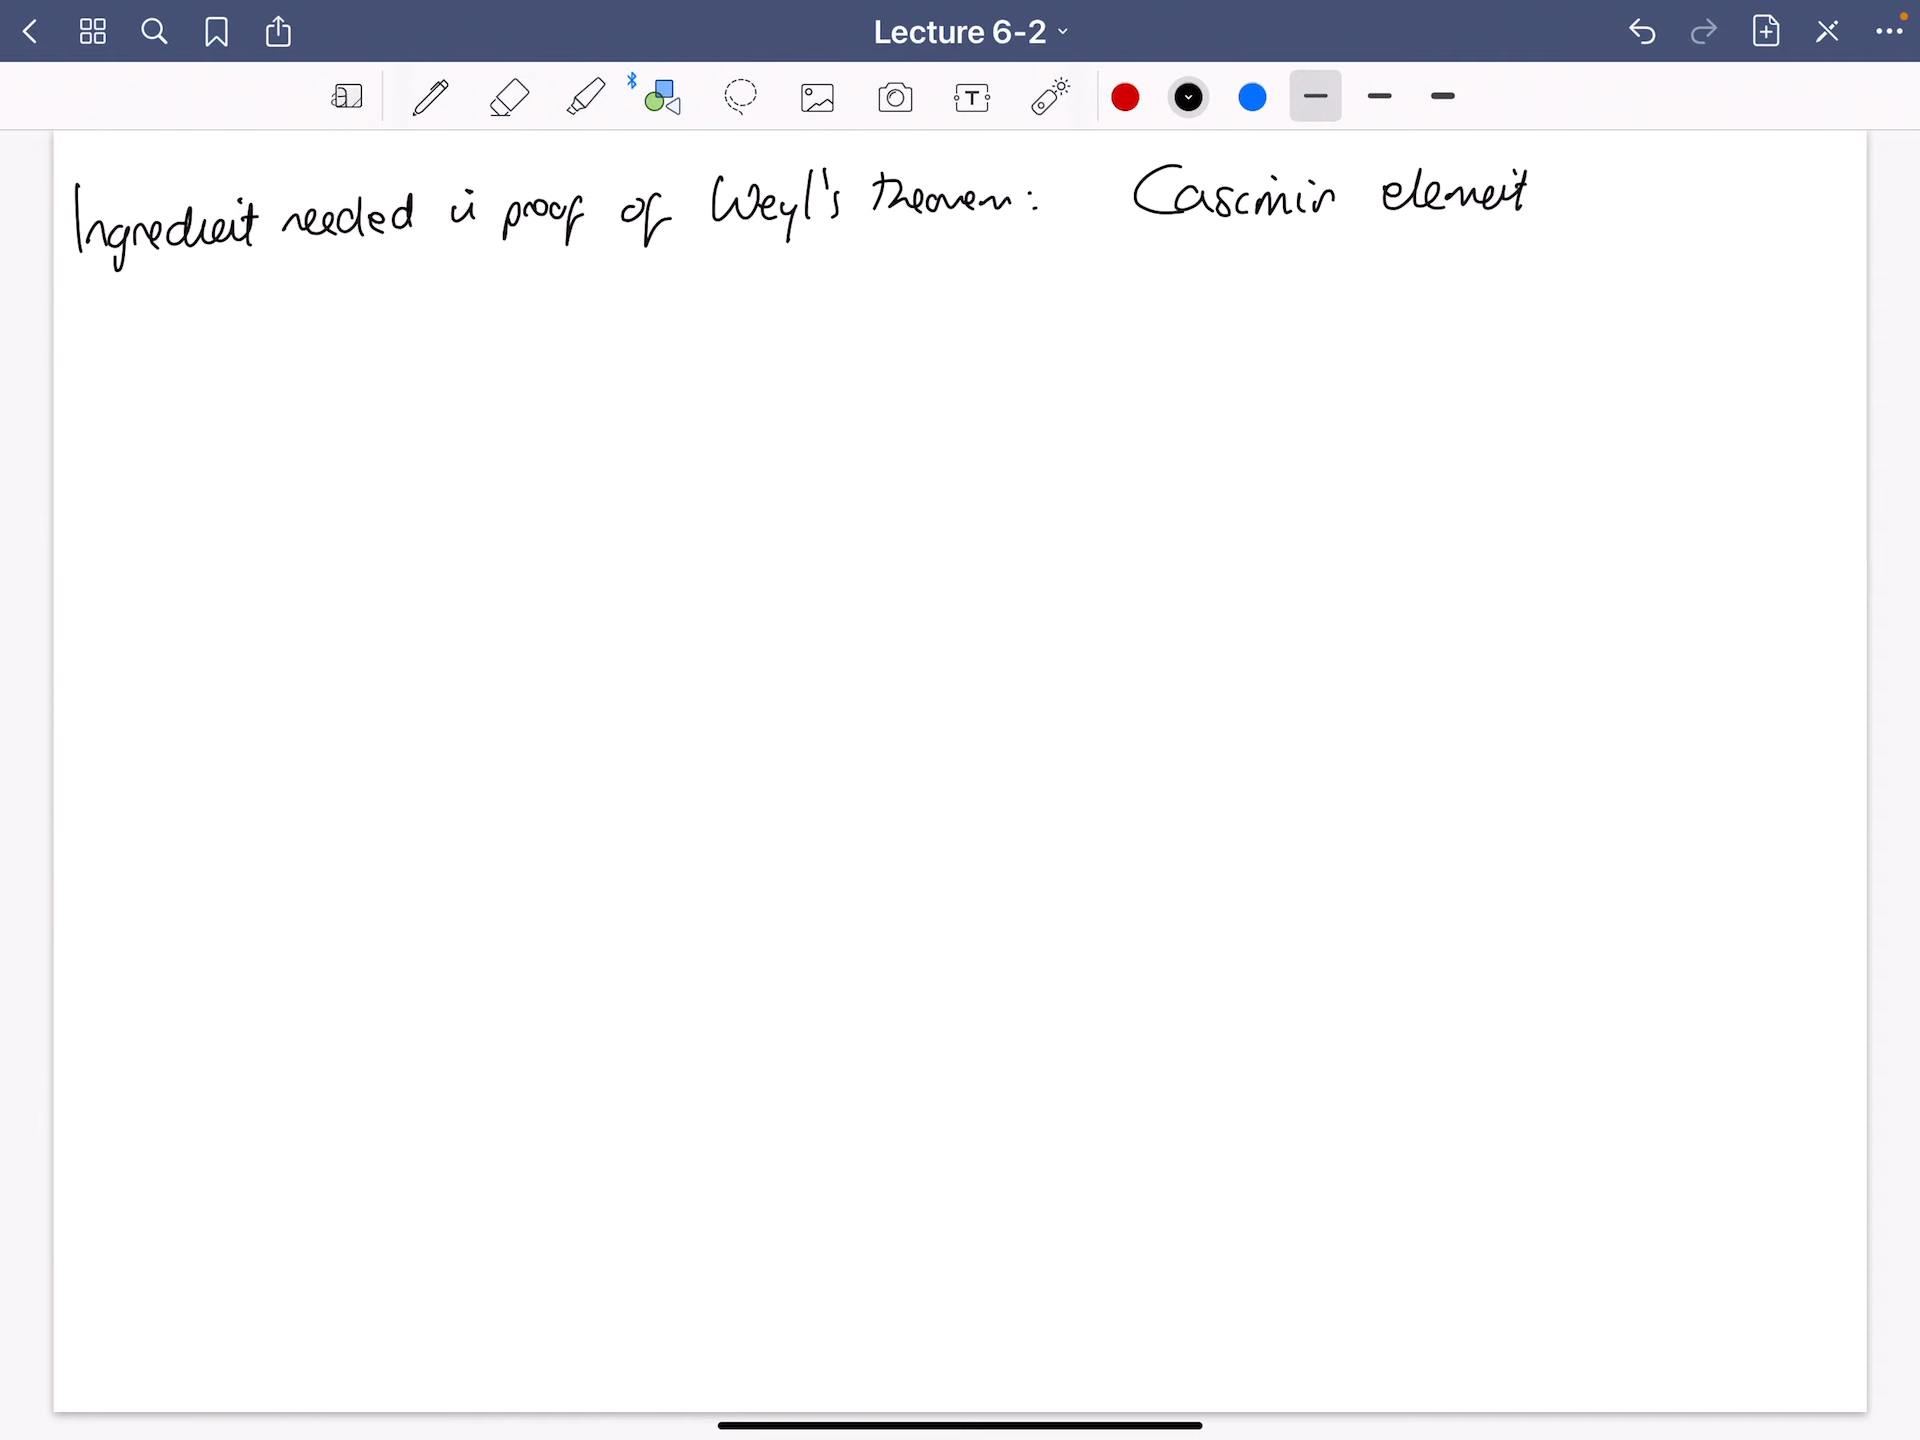 Lecture 6-2
Ingredient needed in proof of Weyl's theorem: Casimir element